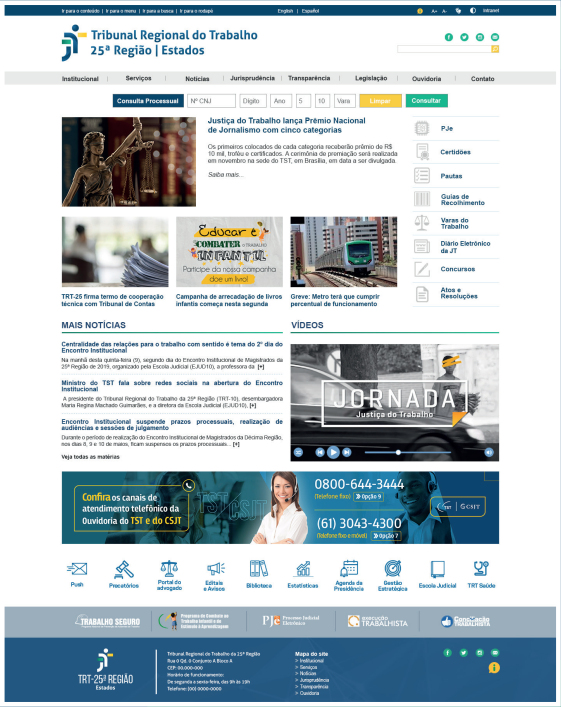 Ir para o conteúdo | Ir para o menu | Ir para a busca | Ir para o rodapé
English | Español
A+ A-
intranet
Tribunal Regional do Trabalho
25ª Região | Estados
Institucional | Serviços | Notícias | Jurisprudência | Transparência | Legislação | Ouvidoria | Contato
Consulta Processual
Nº CNJ
Dígito
Ano
5
10
Vara
Limpar
Consultar
Justiça do Trabalho lança Prêmio Nacional
de Jornalismo com cinco categorias
Os primeiros colocados de cada categoria receberão prêmio de R$
10 mil, troféu e certificados. A cerimônia de premiação será realizada
em novembro na sede do TST, em Brasília, em data a ser divulgada.
Saiba mais...
PJe
Certidões
Pautas
Guias de
Recolhimento
Varas do
Trabalho
Diário Eletrônico
da JT
Concursos
Atos e
Resoluções
Educar é
COMBATER o TRABALHO
INFANTIL
Participe da nossa campanha
doe um livro!
TRT-25 firma termo de cooperação
técnica com Tribunal de Contas
Campanha de arrecadação de livros
infantis começa nesta segunda
Greve: Metro terá que cumprir
percentual de funcionamento
MAIS NOTÍCIAS
Centralidade das relações para o trabalho com sentido é tema do 2º dia do
Encontro Institucional
Na manhã desta quinta-feira (9), segundo dia do Encontro Institucional de Magistrados da
25ª Região de 2019, organizado pela Escola Judicial (EJUD10), a professora da [+]
Ministro do TST fala sobre redes sociais na abertura do Encontro
Institucional
A presidente do Tribunal Regional do Trabalho da 25ª Região (TRT-10), desembargadora
Maria Regina Machado Guimarães, e a diretora da Escola Judicial (EJUD10), [+]
Encontro Institucional suspende prazos processuais, realização de
audiências e sessões de julgamento
Durante o período de realização do Encontro Institucional de Magistrados da Décima Região,
nos dias 8, 9 e 10 de maio, ficam suspensos os prazos processuais... [+]
Veja todas as matérias
VÍDEOS
JORNADA
Justiça do Trabalho
Confira os canais de
atendimento telefônico da
Ouvidoria do TST e do CSJT
TST
CSJT
0800-644-3444
(Telefone fixo) » Opção 9
(61) 3043-4300
(Telefone fixo e móvel) » Opção 7
TST
CSJT
Push
Precatórios
Portal do
advogado
Editais
e Avisos
Biblioteca
Estatísticas
Agenda da
Presidência
Gestão
Estratégica
Escola Judicial
TRT Saúde
TRABALHO SEGURO
Programa de Combate ao
Trabalho Infantil e de
Estímulo à Aprendizagem
PJe Processo Judicial
Eletrônico
EXECUÇÃO
TRABALHISTA
Conciliação
TRABALHISTA
TRT-25ª REGIÃO
Estados
Tribunal Regional do Trabalho da 25ª Região
Rua 0 Qd. 0 Conjunto A Bloco A
CEP: 00.000-000
Horário de funcionamento:
De segunda a sexta-feira, das 9h às 18h
Telefone: (00) 0000-0000
Mapa do site
> Institucional
> Serviços
> Notícias
> Jurisprudência
> Transparência
> Ouvidoria